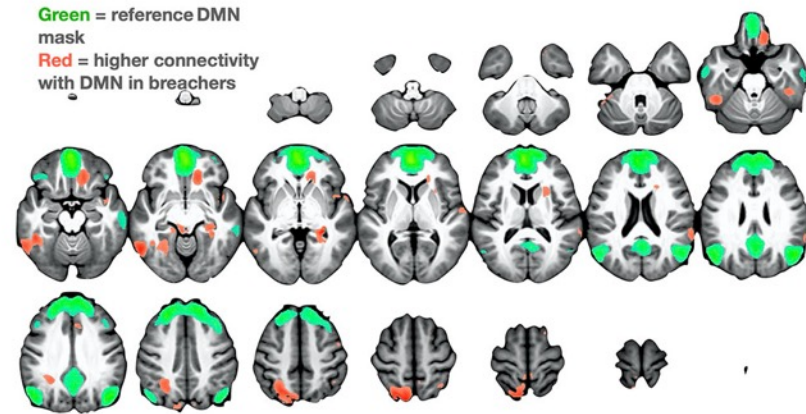 Green = reference DMN
mask
Red = higher connectivity
with DMN in breachers